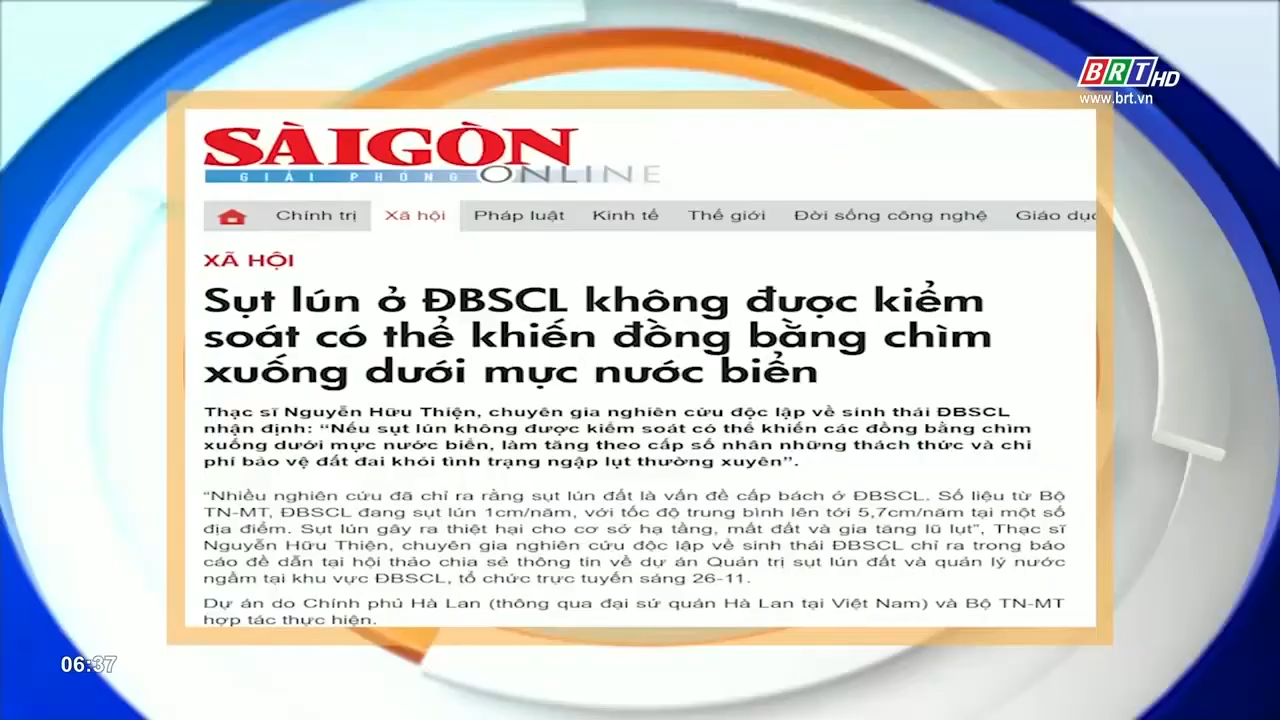 BRT HD
www.brt.vn
SÀI GÒN
GIẢI PHÓNG ONLINE
Chính trị Xã hội Pháp luật Kinh tế Thế giới Đời sống công nghệ Giáo dục
XÃ HỘI
Sụt lún ở ĐBSCL không được kiểm
soát có thể khiến đồng bằng chìm
xuống dưới mực nước biển
Thạc sĩ Nguyễn Hữu Thiện, chuyên gia nghiên cứu độc lập về sinh thái ĐBSCL
nhận định: “Nếu sụt lún không được kiểm soát có thể khiến các đồng bằng chìm
xuống dưới mực nước biển, làm tăng theo cấp số nhân những thách thức và chi
phí bảo vệ đất đai khỏi tình trạng ngập lụt thường xuyên”.
“Nhiều nghiên cứu đã chỉ ra rằng sụt lún đất là vấn đề cấp bách ở ĐBSCL. Số liệu từ Bộ
TN-MT, ĐBSCL đang sụt lún 1cm/năm, với tốc độ trung bình lên tới 5,7cm/năm tại một số
địa điểm. Sụt lún gây ra thiệt hại cho cơ sở hạ tầng, mất đất và gia tăng lũ lụt”, Thạc sĩ
Nguyễn Hữu Thiện, chuyên gia nghiên cứu độc lập về sinh thái ĐBSCL chỉ ra trong báo
cáo đề dẫn tại hội thảo chia sẻ thông tin về dự án Quản trị sụt lún đất và quản lý nước
ngầm tại khu vực ĐBSCL, tổ chức trực tuyến sáng 26-11.
Dự án do Chính phủ Hà Lan (thông qua đại sứ quán Hà Lan tại Việt Nam) và Bộ TN-MT
hợp tác thực hiện.
06:37